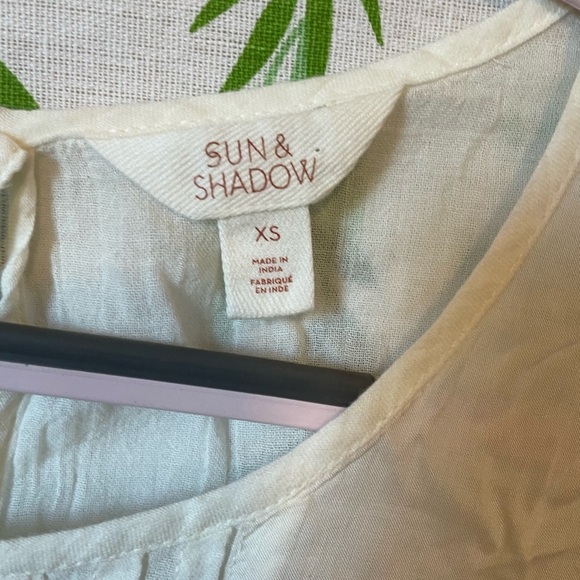 SUN &
SHADOW
XS
MADE IN
INDIA
FABRIQUÉ
EN INDE